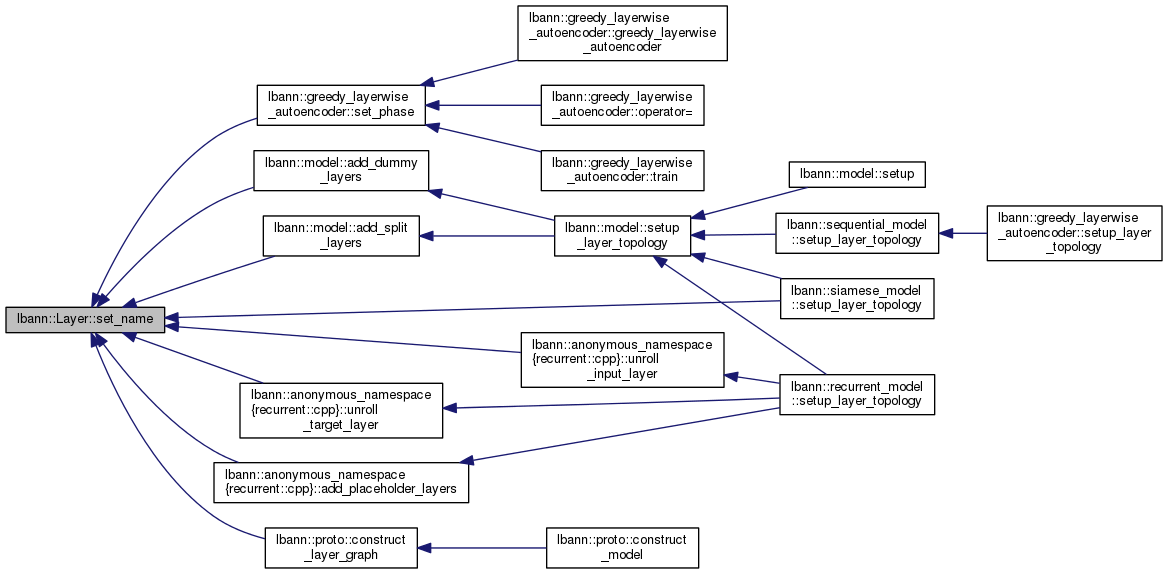 lbann::greedy_layerwise
_autoencoder::greedy_layerwise
_autoencoder
lbann::greedy_layerwise
_autoencoder::set_phase
lbann::greedy_layerwise
_autoencoder::operator=
lbann::greedy_layerwise
_autoencoder::train
lbann::model::add_dummy
_layers
lbann::model::setup
lbann::model::add_split
_layers
lbann::model::setup
_layer_topology
lbann::sequential_model
::setup_layer_topology
lbann::greedy_layerwise
_autoencoder::setup_layer
_topology
lbann::siamese_model
::setup_layer_topology
lbann::Layer::set_name
lbann::anonymous_namespace
{recurrent::cpp}::unroll
_input_layer
lbann::recurrent_model
::setup_layer_topology
lbann::anonymous_namespace
{recurrent::cpp}::unroll
_target_layer
lbann::anonymous_namespace
{recurrent::cpp}::add_placeholder_layers
lbann::proto::construct
_layer_graph
lbann::proto::construct
_model